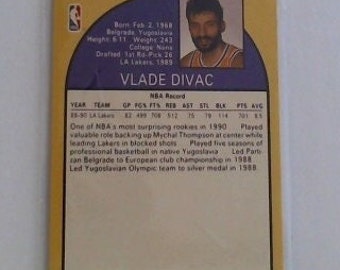 NBA
Born: Feb. 2, 1968
Belgrade, Yugoslavia
Height: 6-11 Weight: 243
College: None
Drafted: 1st Rd.-Pick 26
LA Lakers, 1989
VLADE DIVAC
NBA Record
YEAR TEAM GP FG% FT% REB AST STL BLK PTS AVG
89-90 LA Lakers 82 499 708 512 75 79 114 701 8.5
One of NBA's most surprising rookies in 1990 Played
valuable role backing up Mychal Thompson at center while
leading Lakers in blocked shots Played five seasons of
professional basketball in native Yugoslavia Led Parti-
zan Belgrade to European club championship in 1988
Led Yugoslavian Olympic team to silver medal in 1988.